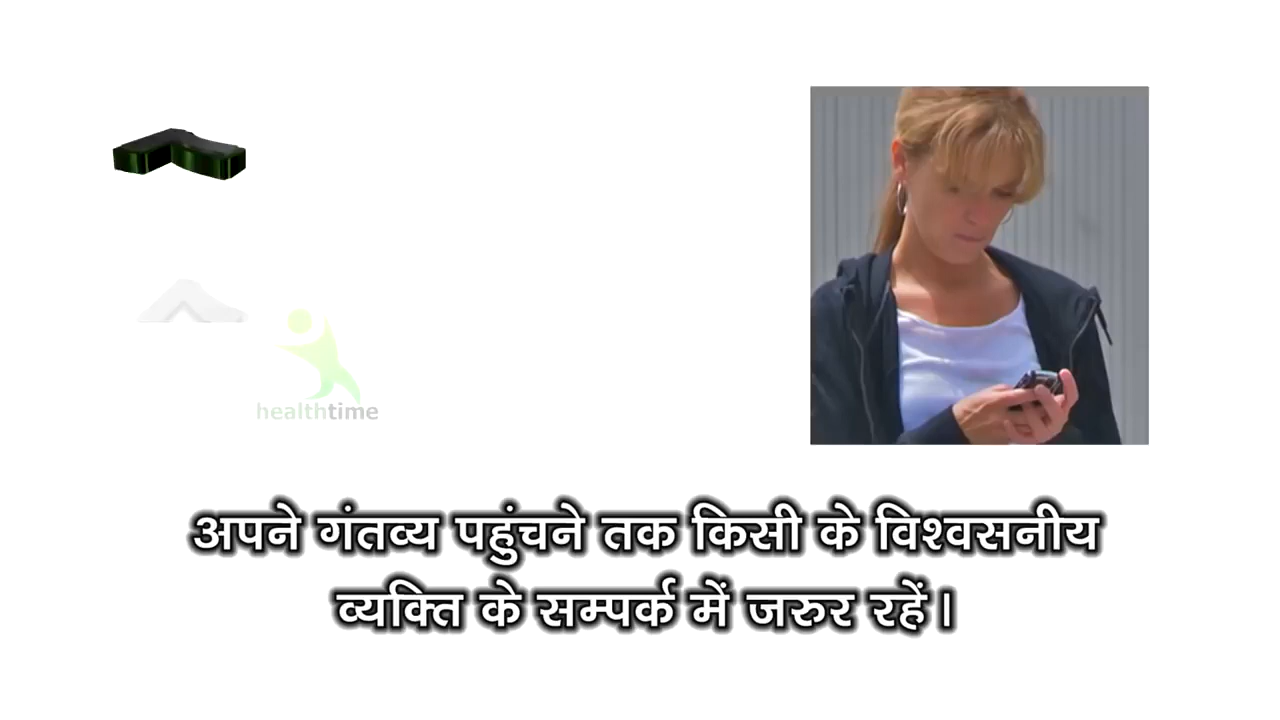 healthtime
अपने गंतव्य पहुंचने तक किसी के विश्वसनीय
व्यक्ति के सम्पर्क में जरुर रहें।